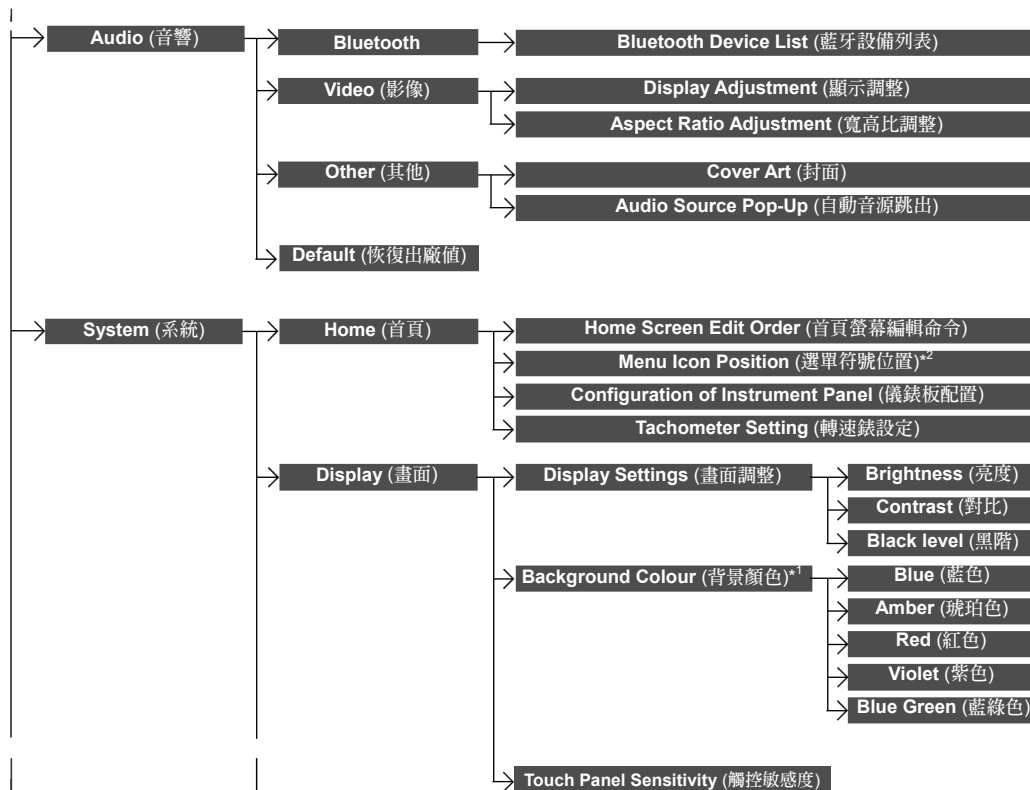 Audio (音響)
Bluetooth
Bluetooth Device List (藍牙設備列表)
Video (影像)
Display Adjustment (顯示調整)
Aspect Ratio Adjustment (寬高比調整)
Other (其他)
Cover Art (封面)
Audio Source Pop-Up (自動音源跳出)
Default (恢復出廠值)
System (系統)
Home (首頁)
Home Screen Edit Order (首頁螢幕編輯命令)
Menu Icon Position (選單符號位置)*2
Configuration of Instrument Panel (儀錶板配置)
Tachometer Setting (轉速錶設定)
Display (畫面)
Display Settings (畫面調整)
Brightness (亮度)
Contrast (對比)
Black level (黑階)
Background Colour (背景顏色)*1
Blue (藍色)
Amber (琥珀色)
Red (紅色)
Violet (紫色)
Blue Green (藍綠色)
Touch Panel Sensitivity (觸控敏感度)